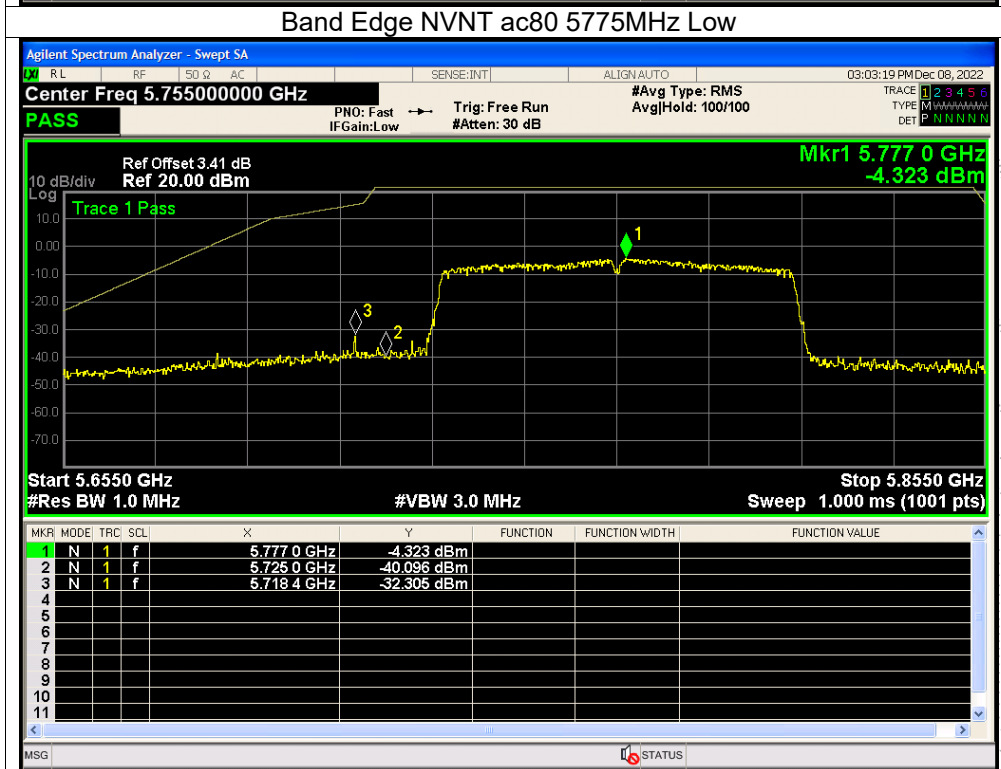 Band Edge NVNT ac80 5775MHz Low
Agilent Spectrum Analyzer - Swept SA
LXI RL RF 50 Ω AC SENSE:INT ALIGN AUTO 03:03:19 PM Dec 08, 2022
Center Freq 5.755000000 GHz #Avg Type: RMS TRACE 1 2 3 4 5 6
PNO: Fast Trig: Free Run Avg|Hold: 100/100 TYPE M
PASS IFGain:Low #Atten: 30 dB DET P N N N N N
Mkr1 5.777 0 GHz
Ref Offset 3.41 dB
10 dB/div Ref 20.00 dBm -4.323 dBm
Log
Trace 1 Pass
10.0
1
0.00
-10.0
-20.0
3
-30.0
2
-40.0
-50.0
-60.0
-70.0
Start 5.6550 GHz Stop 5.8550 GHz
#Res BW 1.0 MHz #VBW 3.0 MHz Sweep 1.000 ms (1001 pts)
MKR MODE TRC SCL X Y FUNCTION FUNCTION WIDTH FUNCTION VALUE
1 N 1 f 5.777 0 GHz -4.323 dBm
2 N 1 f 5.725 0 GHz -40.096 dBm
3 N 1 f 5.718 4 GHz -32.305 dBm
4
5
6
7
8
9
10
11
MSG STATUS